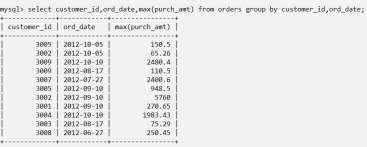 mysql> select customer_id,ord_date,max(purch_amt) from orders group by customer_id,ord_date;
+-------------+------------+----------------+
| customer_id | ord_date   | max(purch_amt) |
+-------------+------------+----------------+
|        3005 | 2012-10-05 |          150.5 |
|        3002 | 2012-10-05 |          65.26 |
|        3009 | 2012-10-10 |         2480.4 |
|        3009 | 2012-08-17 |          110.5 |
|        3007 | 2012-07-27 |         2400.6 |
|        3005 | 2012-09-10 |          948.5 |
|        3002 | 2012-09-10 |           5760 |
|        3001 | 2012-09-10 |         270.65 |
|        3004 | 2012-10-10 |        1983.43 |
|        3003 | 2012-08-17 |          75.29 |
|        3008 | 2012-06-27 |         250.45 |
+-------------+------------+----------------+